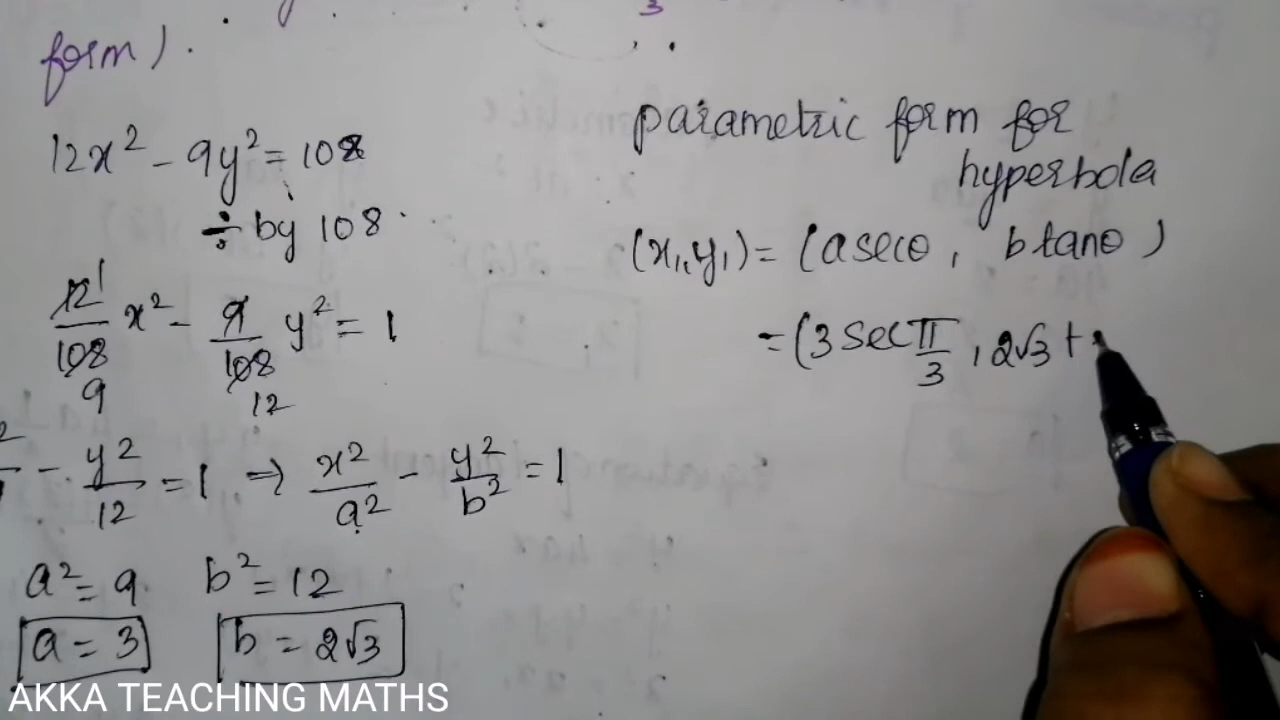 3
form).
12x² - 9y² = 108
÷ by 108
12/108 x² - 9/108 y² = 1
1
9
12
- y²/12 = 1 ⇒ x²/a² - y²/b² = 1
a² = 9 b² = 12
a = 3 b = 2√3
parametric form for
hyperbola
(x₁, y₁) = (a secθ, b tanθ)
= (3 sec π/3, 2√3 t
AKKA TEACHING MATHS